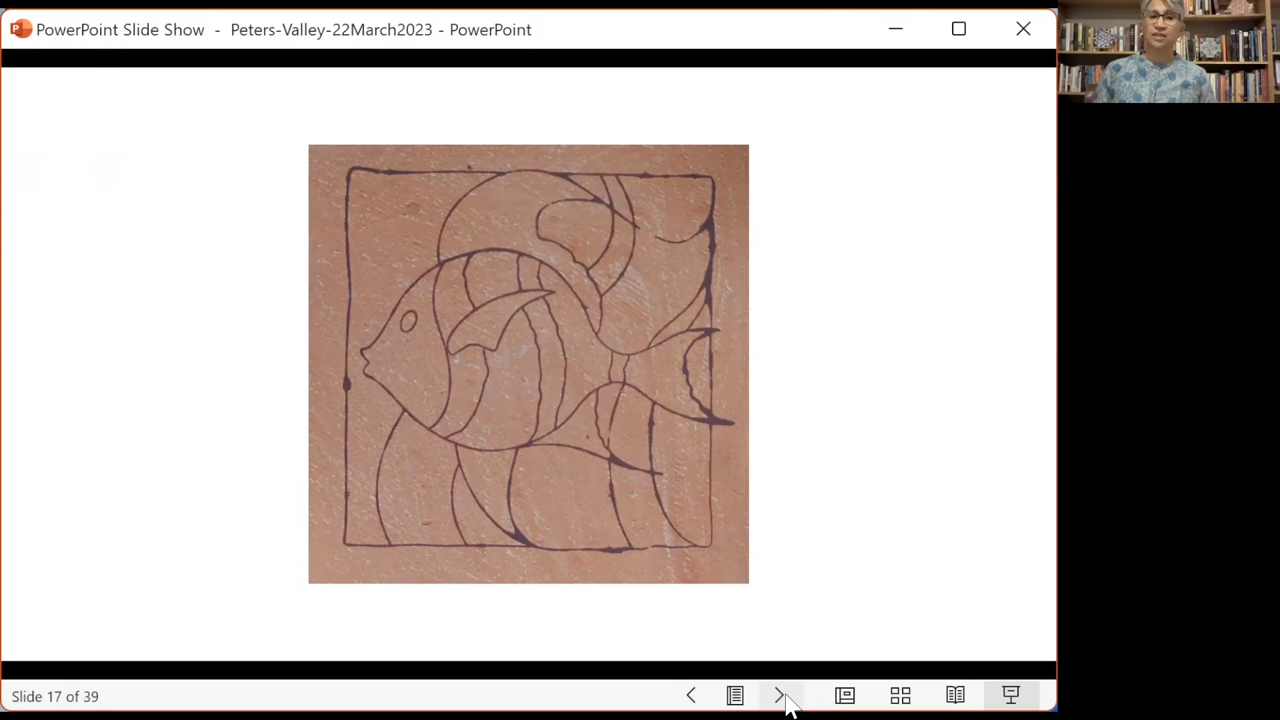 PowerPoint Slide Show - Peters-Valley-22March2023 - PowerPoint
Slide 17 of 39